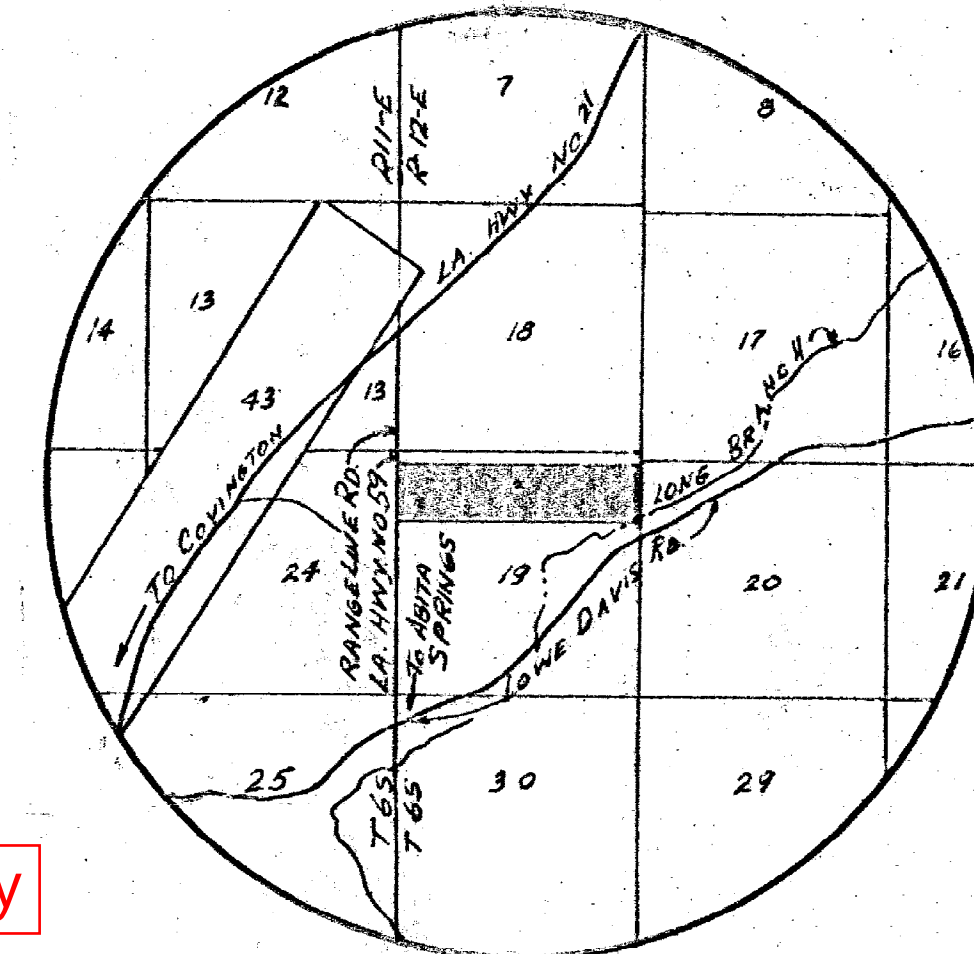 12
7
8
R11-E
R12-E
LA. HWY NO 21
14
13
18
17
16
43
13
LONG BRANCH
TO COVINGTON
RANGE LINE RD.
LA. HWY. NO. 59
24
TO ABITA
SPRINGS
19
LOWE DAVIS RD.
20
21
25
T6S
T6S
30
29
y